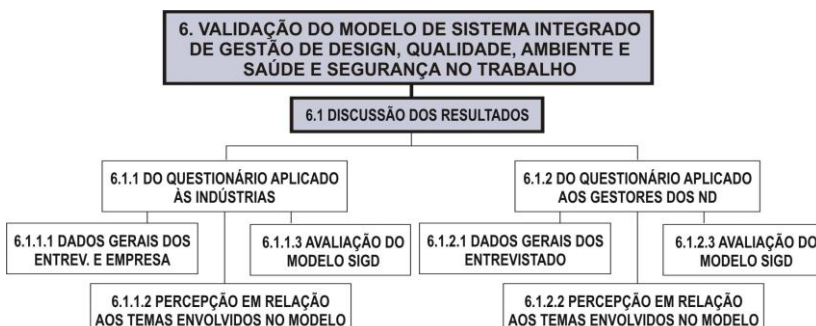 6. VALIDAÇÃO DO MODELO DE SISTEMA INTEGRADO
DE GESTÃO DE DESIGN, QUALIDADE, AMBIENTE E
SAÚDE E SEGURANÇA NO TRABALHO
6.1 DISCUSSÃO DOS RESULTADOS
6.1.1 DO QUESTIONÁRIO APLICADO
ÀS INDÚSTRIAS
6.1.2 DO QUESTIONÁRIO APLICADO
AOS GESTORES DOS ND
6.1.1.1 DADOS GERAIS DOS
ENTREV. E EMPRESA
6.1.1.3 AVALIAÇÃO DO
MODELO SIGD
6.1.2.1 DADOS GERAIS DOS
ENTREVISTADO
6.1.2.3 AVALIAÇÃO DO
MODELO SIGD
6.1.1.2 PERCEPÇÃO EM RELAÇÃO
AOS TEMAS ENVOLVIDOS NO MODELO
6.1.2.2 PERCEPÇÃO EM RELAÇÃO
AOS TEMAS ENVOLVIDOS NO MODELO